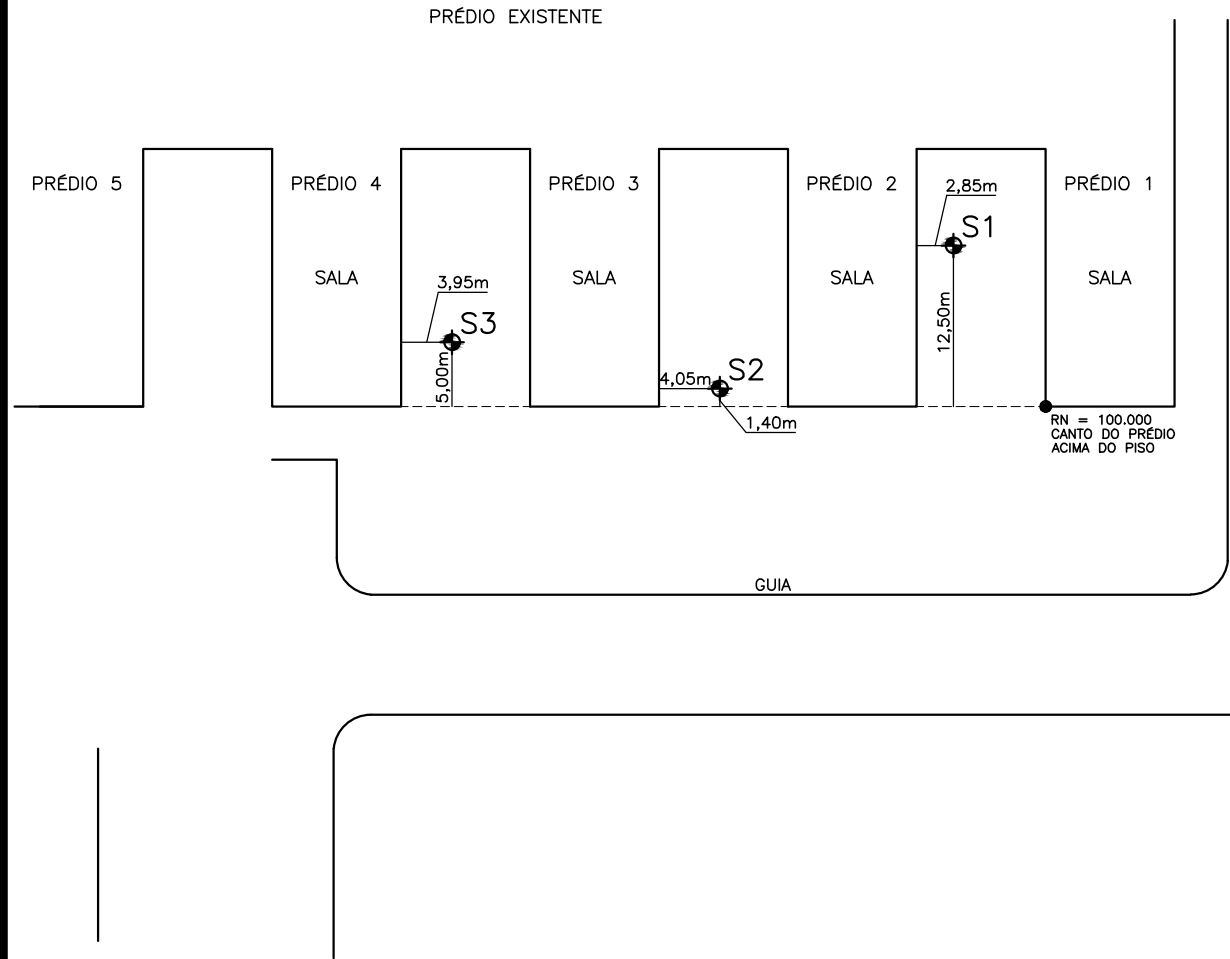 PRÉDIO EXISTENTE
PRÉDIO 5
PRÉDIO 4
PRÉDIO 3
PRÉDIO 2
PRÉDIO 1
2,85m
S1
SALA
SALA
SALA
SALA
3,95m
12,50m
S3
5,00m
S2
4,05m
1,40m
RN = 100.000
CANTO DO PRÉDIO
ACIMA DO PISO
GUIA